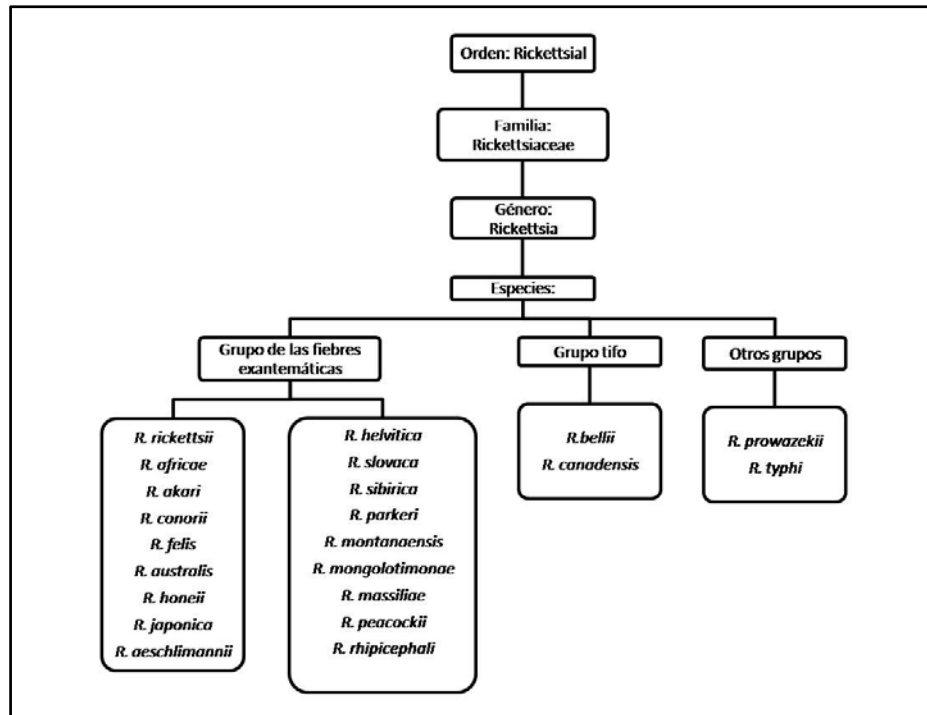 Orden: Rickettsial
Familia:
Rickettsiaceae
Género:
Rickettsia
Especies:
Grupo de las fiebres
exantemáticas
Grupo tifo
Otros grupos
R. rickettsii
R. africae
R. akari
R. conorii
R. felis
R. australis
R. honeii
R. japonica
R. aeschlimannii
R. helvitica
R. slovaca
R. sibirica
R. parkeri
R. montanaensis
R. mongolotimonae
R. massiliae
R. peacockii
R. rhipicephali
R.bellii
R. canadensis
R. prowazekii
R. typhi